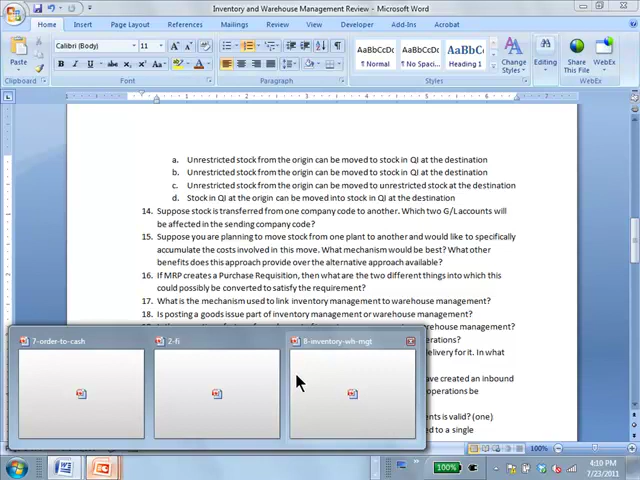 Inventory and Warehouse Management Review - Microsoft Word
Home Insert Page Layout References Mailings Review View Developer Add-Ins Acrobat
Calibri (Body) 11
Paste
B I U abc
AaBbCcDc AaBbCcDc AaBbC
¶ Normal ¶ No Spaci... Heading 1
Change Styles
Editing
Share This File
WebEx
Clipboard Font Paragraph Styles WebEx
a. Unrestricted stock from the origin can be moved to stock in QI at the destination
b. Unrestricted stock from the origin can be moved to stock in QI at the destination
c. Unrestricted stock from the origin can be moved to unrestricted stock at the destination
d. Stock in QI at the origin can be moved into stock in QI at the destination
14. Suppose stock is transferred from one company code to another. Which two G/L accounts will
be affected in the sending company code?
15. Suppose you are planning to move stock from one plant to another and would like to specifically
accumulate the costs involved in this move. What mechanism would be best? What other
benefits does this approach provide over the alternative approach available?
16. If MRP creates a Purchase Requisition, then what are the two different things into which this
could possibly be converted to satisfy the requirement?
17. What is the mechanism used to link inventory management to warehouse management?
18. Is posting a goods issue part of inventory management or warehouse management?
warehouse management?
7-order-to-cash 2-fi 8-inventory-wh-mgt
operations?
delivery for it. In what
have created an inbound
operations be
ments is valid? (one)
ed to a single
100%
100%
4:10 PM
7/23/2011